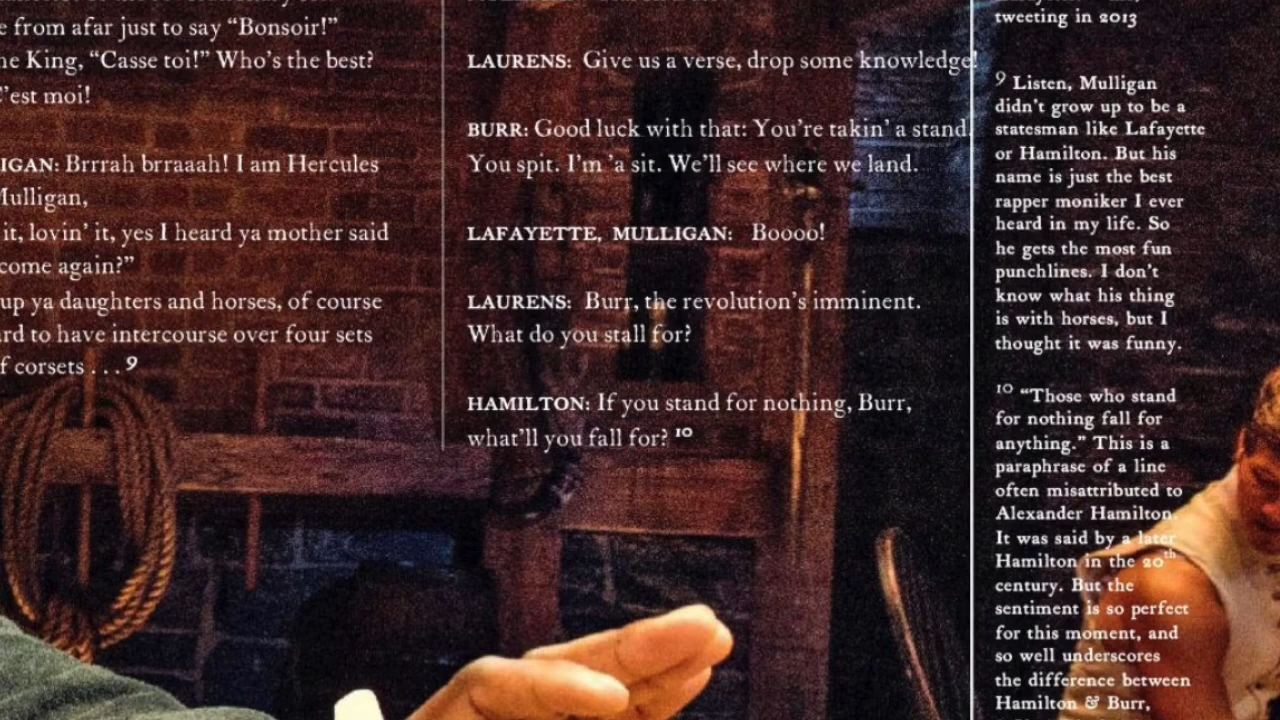 e from afar just to say “Bonsoir!”
he King, “Casse toi!” Who’s the best?
C’est moi!
IGAN: Brrrah brraaah! I am Hercules
Mulligan,
it, lovin’ it, yes I heard ya mother said
come again?”
up ya daughters and horses, of course
rd to have intercourse over four sets
f corsets . . . 9
LAURENS: Give us a verse, drop some knowledge!
BURR: Good luck with that: You’re takin’ a stand.
You spit. I’m ’a sit. We’ll see where we land.
LAFAYETTE, MULLIGAN: Boooo!
LAURENS: Burr, the revolution’s imminent.
What do you stall for?
HAMILTON: If you stand for nothing, Burr,
what’ll you fall for? 10
tweeting in 2013
9 Listen, Mulligan
didn’t grow up to be a
statesman like Lafayette
or Hamilton. But his
name is just the best
rapper moniker I ever
heard in my life. So
he gets the most fun
punchlines. I don’t
know what his thing
is with horses, but I
thought it was funny.
10 “Those who stand
for nothing fall for
anything.” This is a
paraphrase of a line
often misattributed to
Alexander Hamilton.
It was said by a later
Hamilton in the 20th
century. But the
sentiment is so perfect
for this moment, and
so well underscores
the difference between
Hamilton & Burr,